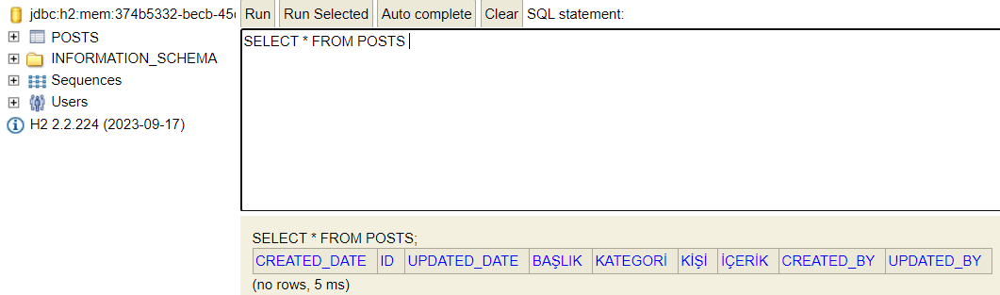 jdbc:h2:mem:374b5332-becb-45
POSTS
INFORMATION_SCHEMA
Sequences
Users
H2 2.2.224 (2023-09-17)
Run Run Selected Auto complete Clear SQL statement:
SELECT * FROM POSTS
SELECT * FROM POSTS;
CREATED_DATE ID UPDATED_DATE BAŞLIK KATEGORİ KİŞİ İÇERİK CREATED_BY UPDATED_BY
(no rows, 5 ms)